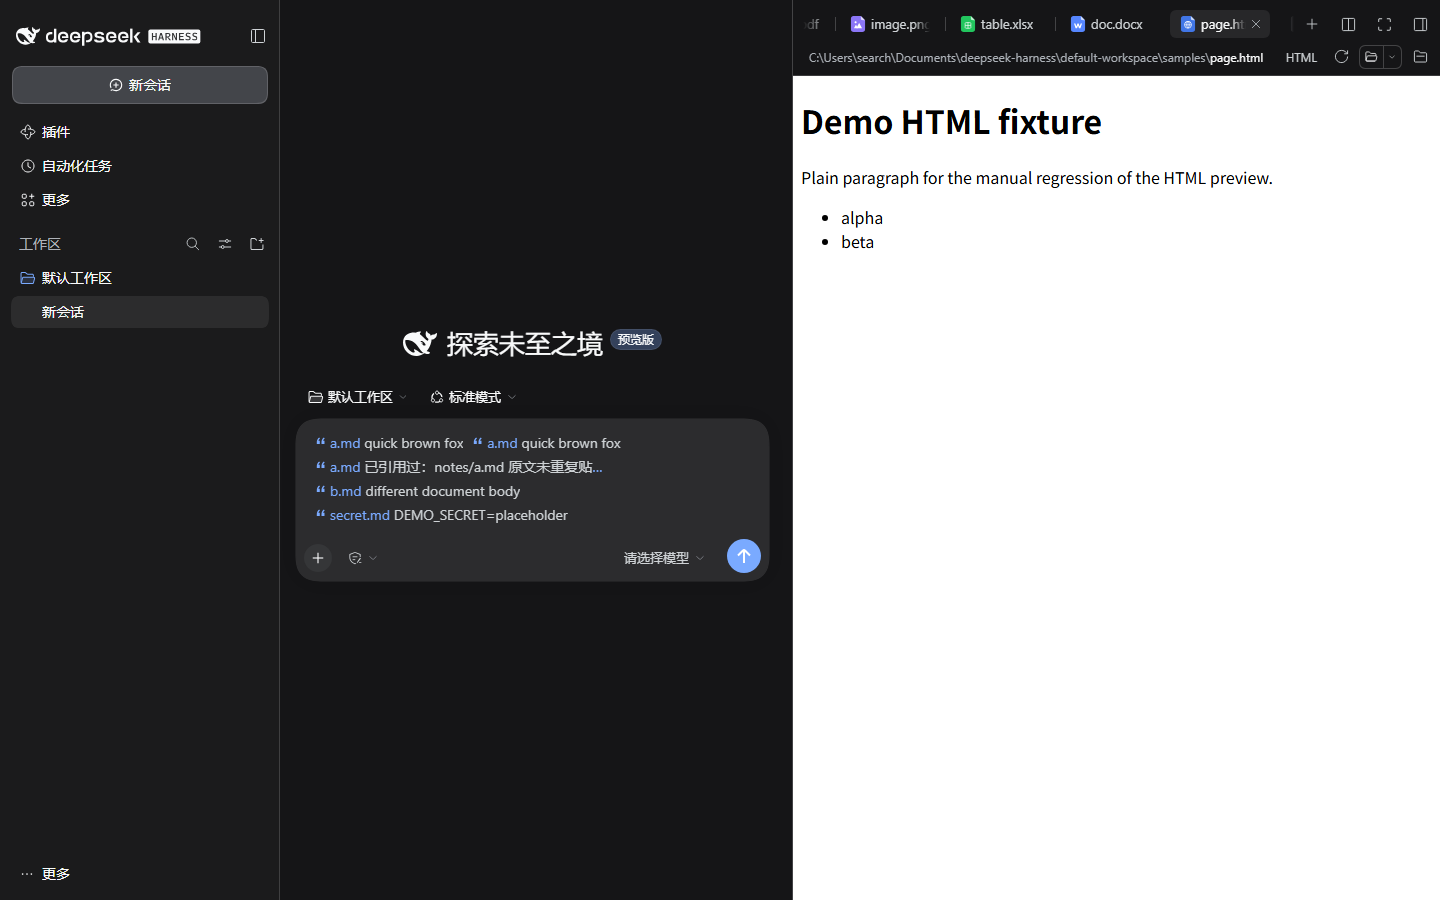 deepseek HARNESS
新会话
插件
自动化任务
更多
工作区
默认工作区
新会话
更多
探索未至之境 预览版
默认工作区 标准模式
a.md quick brown fox a.md quick brown fox
a.md 已引用过：notes/a.md 原文未重复贴...
b.md different document body
secret.md DEMO_SECRET=placeholder
请选择模型
df image.png table.xlsx doc.docx page.ht
C:\Users\search\Documents\deepseek-harness\default-workspace\samples\page.html HTML
Demo HTML fixture
Plain paragraph for the manual regression of the HTML preview.
alpha
beta